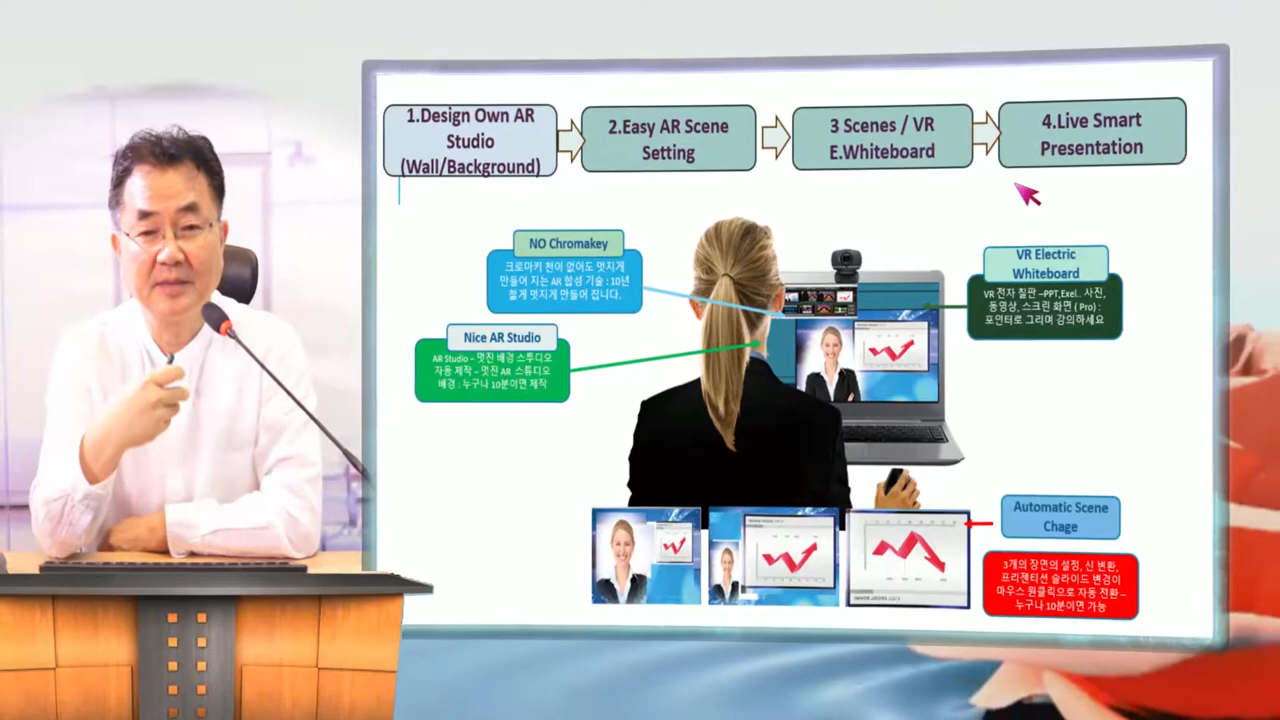 1.Design Own AR
Studio
(Wall/Background)
2.Easy AR Scene
Setting
3 Scenes / VR
E.Whiteboard
4.Live Smart
Presentation
NO Chromakey
크로마키 천이 없어도 멋지게
만들어 지는 AR 합성 기술 : 10년
젊게 멋지게 만들어 집니다.
Nice AR Studio
AR Studio – 멋진 배경 스투디오
자동 제작 – 멋진 AR 스튜디오
배경 : 누구나 10분이면 제작
VR Electric
Whiteboard
VR 전자 칠판 –PPT,Exel.. 사진,
동영상, 스크린 화면 ( Pro) :
포인터로 그리며 강의하세요
Automatic Scene
Chage
3개의 장면의 설정, 신 변환,
프리젠티션 슬라이드 변경이
마우스 원클릭으로 자동 전환 –
누구나 10분이면 가능